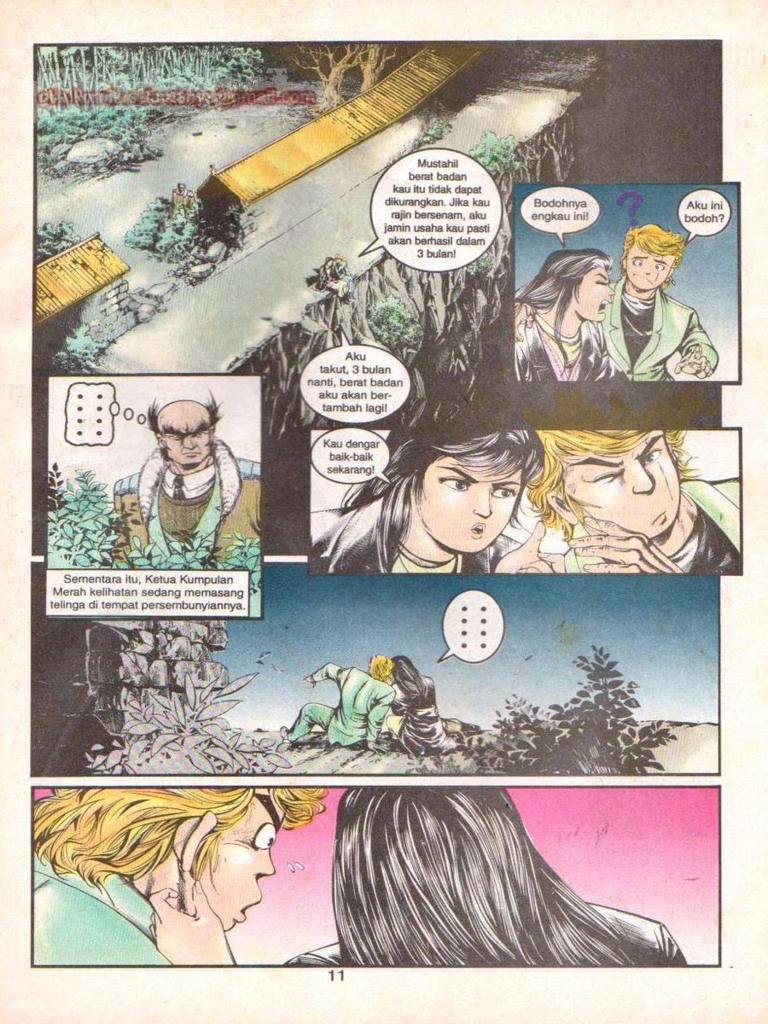 Mustahil
berat badan
kau itu tidak dapat
dikurangkan. Jika kau
rajin bersenam, aku
jamin usaha kau pasti
akan berhasil dalam
3 bulan!
Bodohnya
engkau ini!
?
Aku ini
bodoh?
Aku
takut, 3 bulan
nanti, berat badan
aku akan ber-
tambah lagi!
Kau dengar
baik-baik
sekarang!
Sementara itu, Ketua Kumpulan
Merah kelihatan sedang memasang
telinga di tempat persembunyiannya.
11